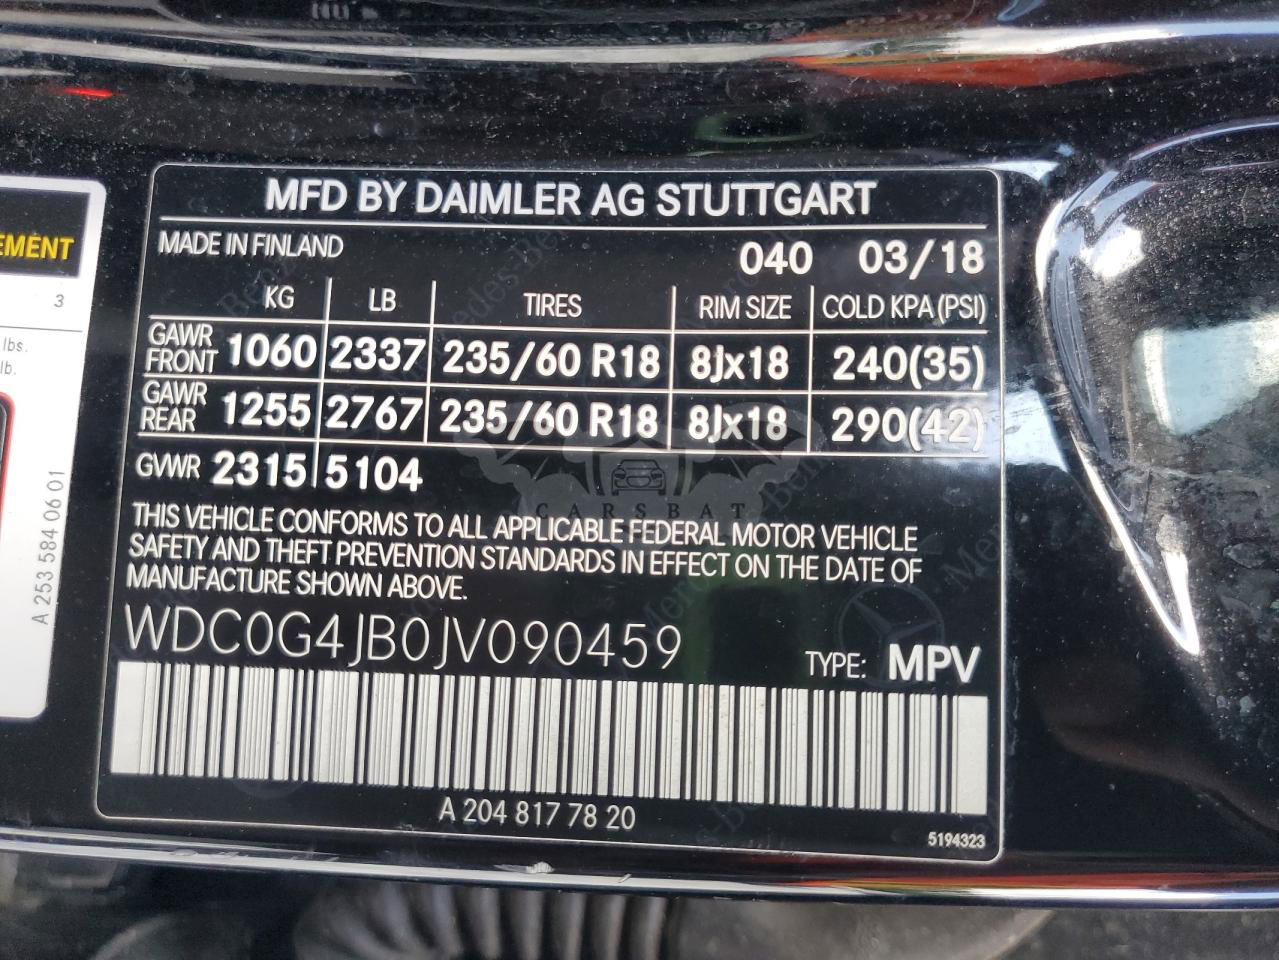 MFD BY DAIMLER AG STUTTGART
MADE IN FINLAND 040 03/18
KG LB TIRES RIM SIZE COLD KPA (PSI)
GAWR FRONT 1060 2337 235/60 R18 8Jx18 240(35)
GAWR REAR 1255 2767 235/60 R18 8Jx18 290(42)
GVWR 2315 5104
CARSBAT
THIS VEHICLE CONFORMS TO ALL APPLICABLE FEDERAL MOTOR VEHICLE
SAFETY AND THEFT PREVENTION STANDARDS IN EFFECT ON THE DATE OF
MANUFACTURE SHOWN ABOVE.
WDC0G4JB0JV090459 TYPE: MPV
A 204 817 78 20
5194323
EMENT
3
lbs.
lb.
A 253 584 06 01